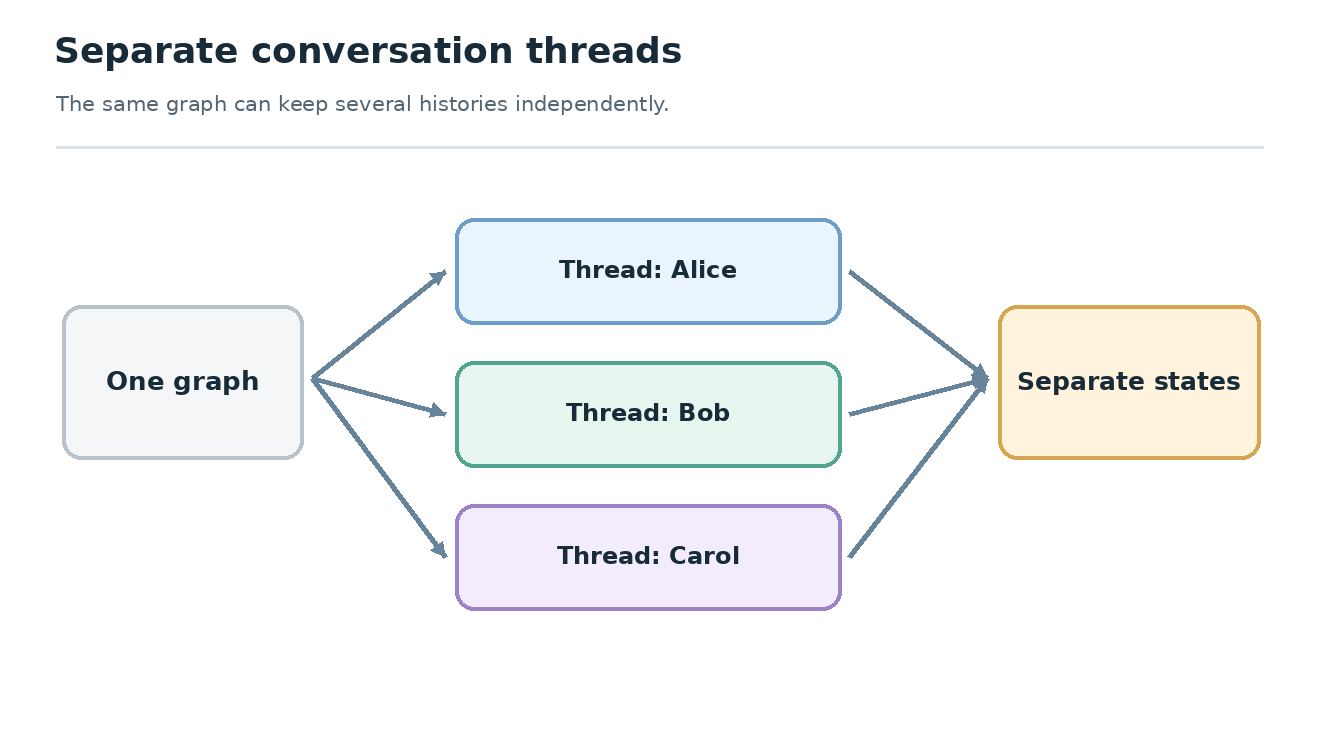 Separate conversation threads
The same graph can keep several histories independently.
One graph
Thread: Alice
Thread: Bob
Thread: Carol
Separate states